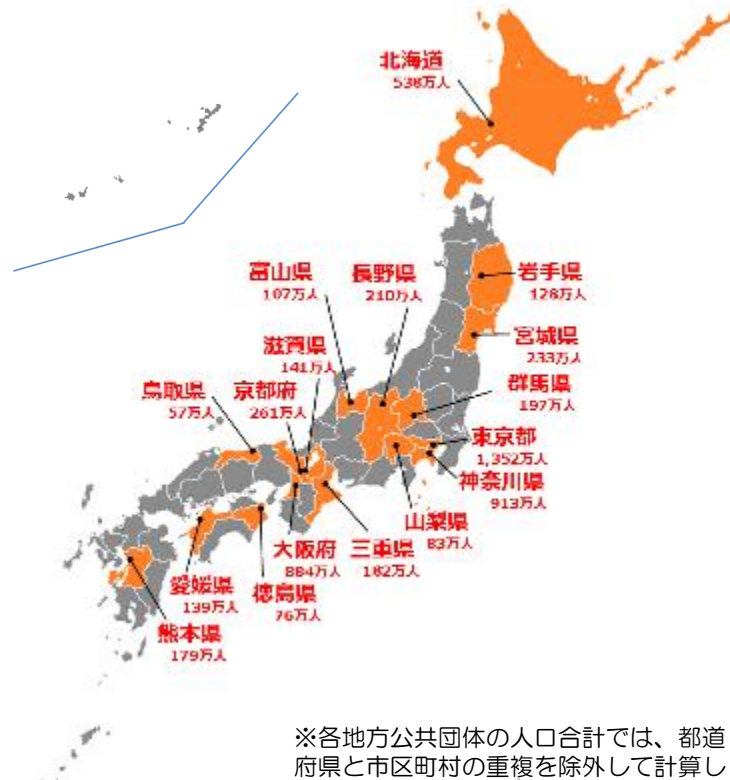 北海道
538万人
富山県
107万人
長野県
210万人
岩手県
128万人
宮城県
233万人
滋賀県
141万人
群馬県
197万人
鳥取県
57万人
京都府
261万人
東京都
1,352万人
神奈川県
913万人
山梨県
83万人
大阪府
884万人
三重県
182万人
愛媛県
139万人
徳島県
76万人
熊本県
179万人
※各地方公共団体の人口合計では、都道
府県と市区町村の重複を除外して計算し